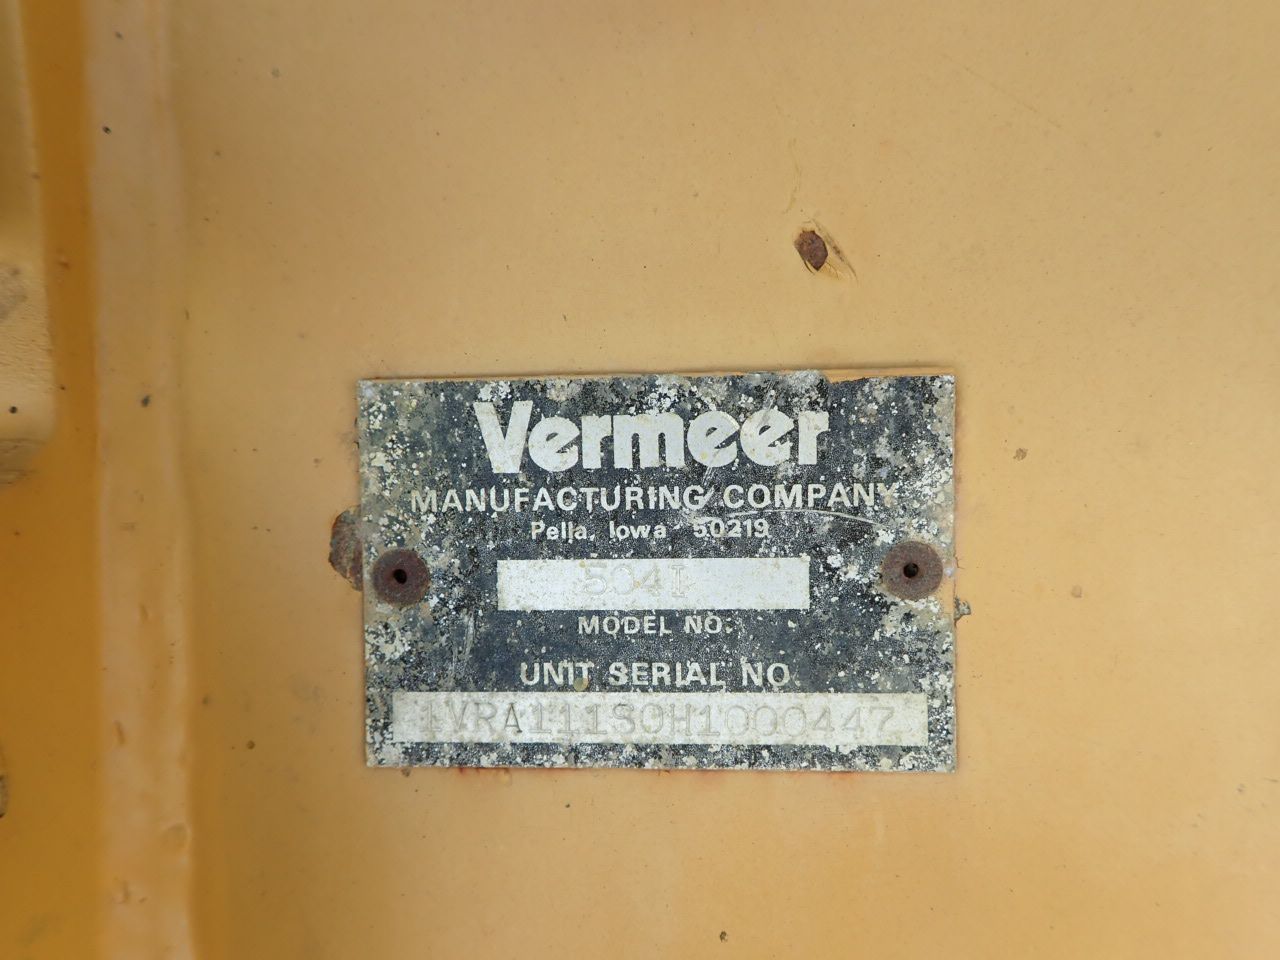 Vermeer
MANUFACTURING COMPANY
Pella, Iowa 50219
504I
MODEL NO.
UNIT SERIAL NO.
1VRA111S0H1000447